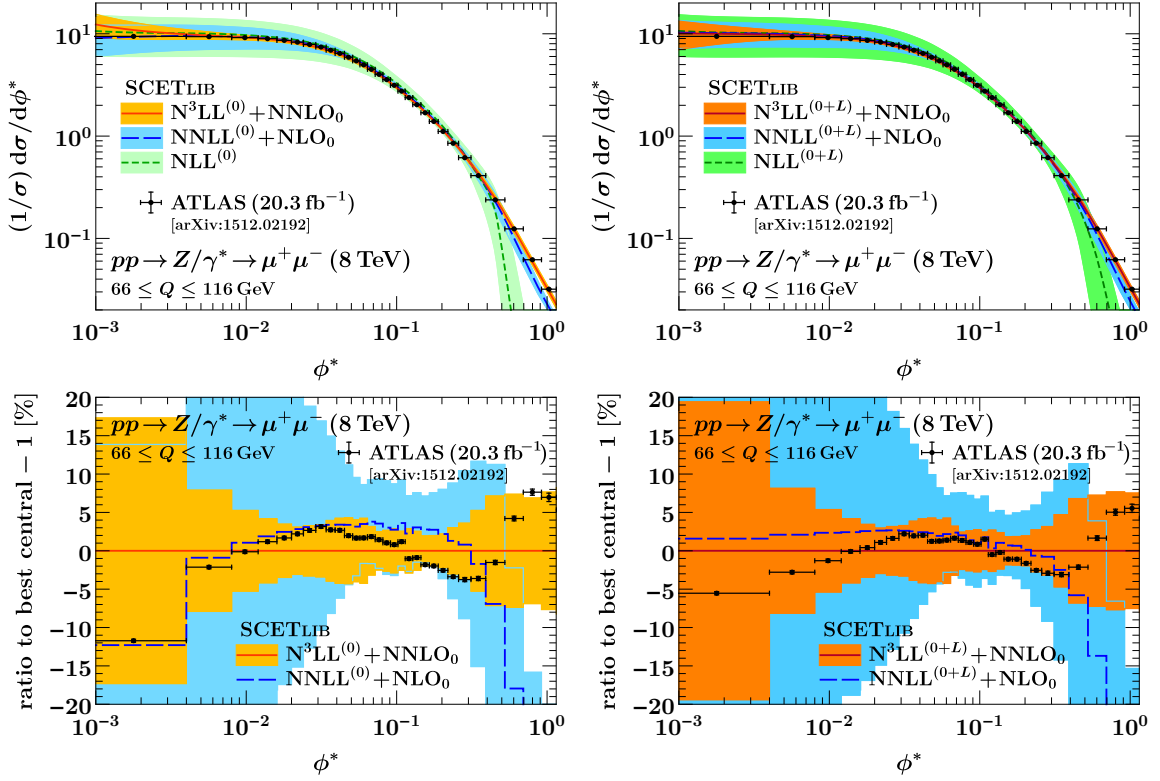 10¹
10⁰
10⁻¹
(1/σ) dσ/dϕ*
SCETLIB
N³LL⁽⁰⁾+NNLO₀
NNLL⁽⁰⁾+NLO₀
NLL⁽⁰⁾
ATLAS (20.3 fb⁻¹)
[arXiv:1512.02192]
pp → Z/γ* → μ⁺μ⁻ (8 TeV)
66 ≤ Q ≤ 116 GeV
10⁻³ 10⁻² 10⁻¹ 10⁰
ϕ*
10¹
10⁰
10⁻¹
(1/σ) dσ/dϕ*
SCETLIB
N³LL⁽⁰⁺ᴸ⁾+NNLO₀
NNLL⁽⁰⁺ᴸ⁾+NLO₀
NLL⁽⁰⁺ᴸ⁾
ATLAS (20.3 fb⁻¹)
[arXiv:1512.02192]
pp → Z/γ* → μ⁺μ⁻ (8 TeV)
66 ≤ Q ≤ 116 GeV
10⁻³ 10⁻² 10⁻¹ 10⁰
ϕ*
20
15
10
5
0
−5
−10
−15
−20
ratio to best central − 1 [%]
pp → Z/γ* → μ⁺μ⁻ (8 TeV)
66 ≤ Q ≤ 116 GeV
ATLAS (20.3 fb⁻¹)
[arXiv:1512.02192]
SCETLIB
N³LL⁽⁰⁾+NNLO₀
NNLL⁽⁰⁾+NLO₀
10⁻³ 10⁻² 10⁻¹ 10⁰
ϕ*
20
15
10
5
0
−5
−10
−15
−20
ratio to best central − 1 [%]
pp → Z/γ* → μ⁺μ⁻ (8 TeV)
66 ≤ Q ≤ 116 GeV
ATLAS (20.3 fb⁻¹)
[arXiv:1512.02192]
SCETLIB
N³LL⁽⁰⁺ᴸ⁾+NNLO₀
NNLL⁽⁰⁺ᴸ⁾+NLO₀
10⁻³ 10⁻² 10⁻¹ 10⁰
ϕ*